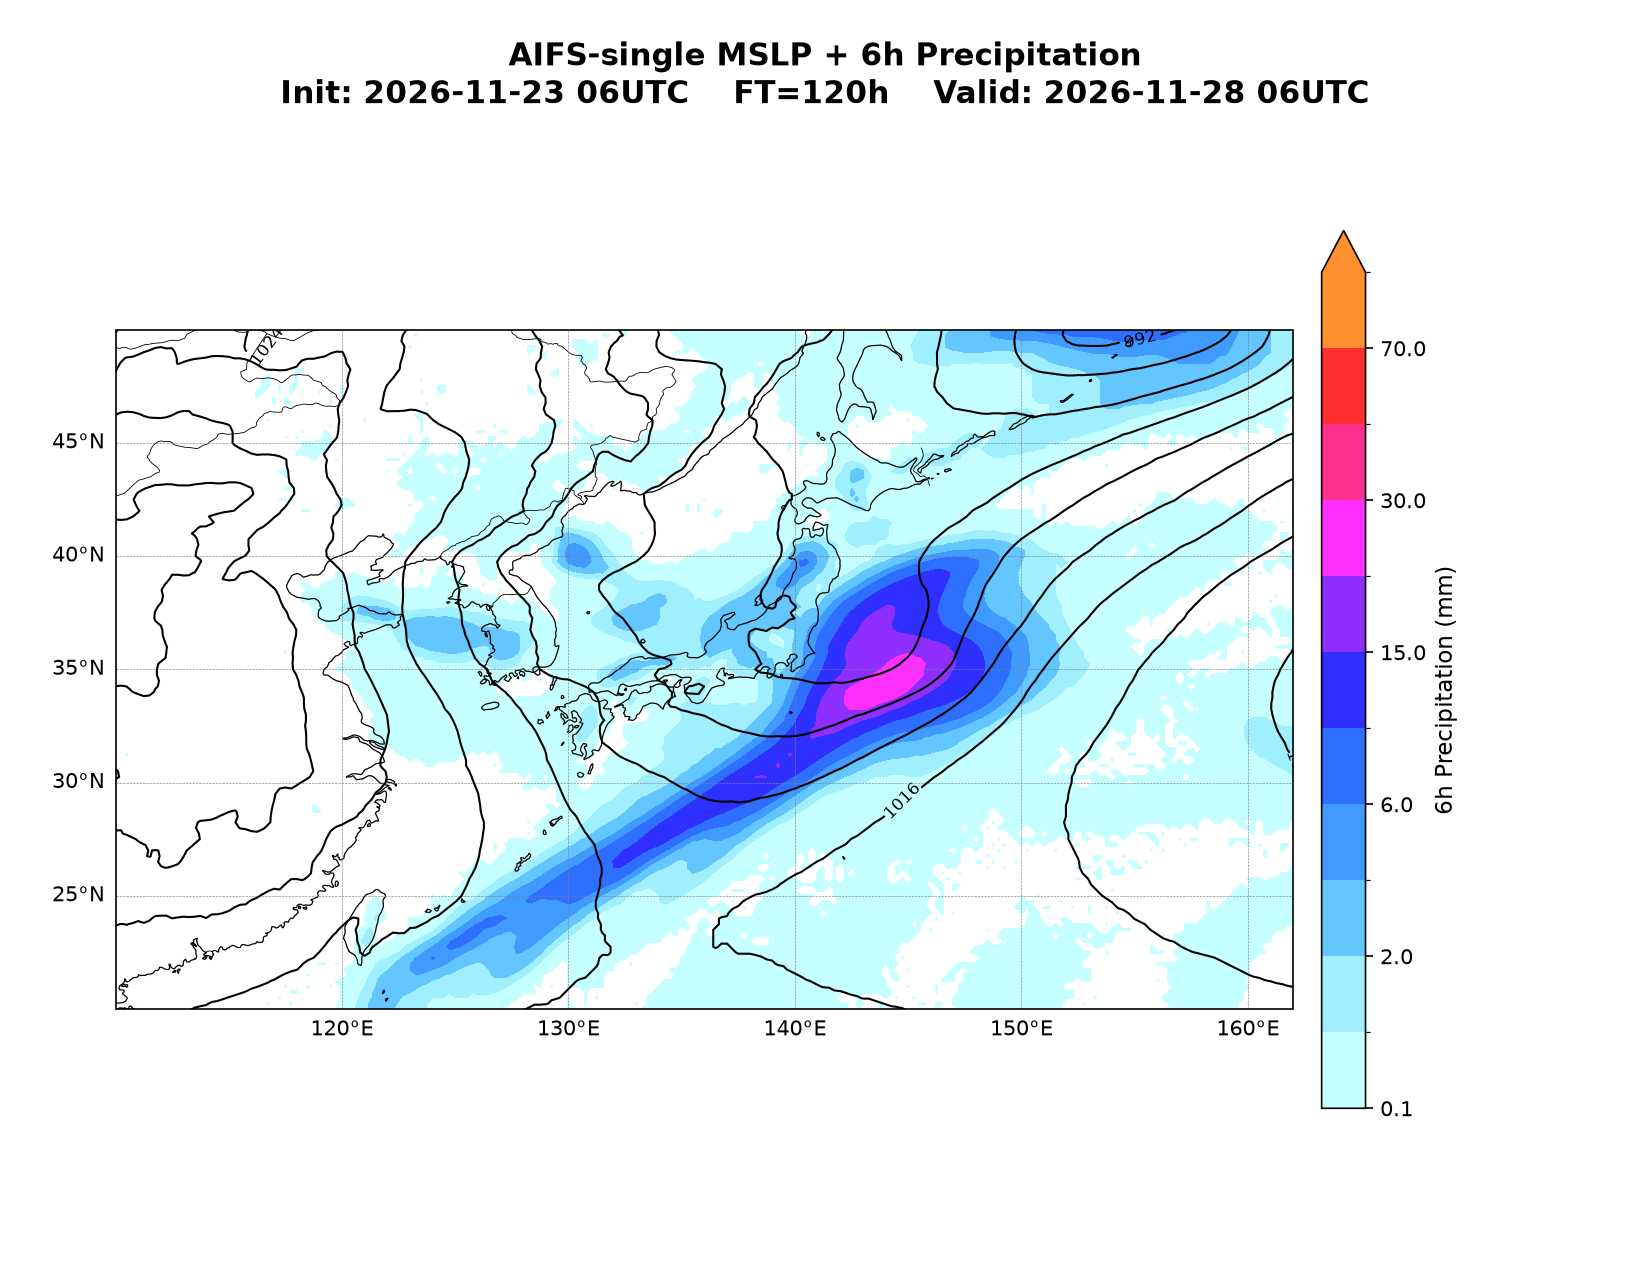 AIFS-single MSLP + 6h Precipitation
Init: 2026-11-23 06UTC    FT=120h    Valid: 2026-11-28 06UTC
1024
992
1016
45°N
40°N
35°N
30°N
25°N
120°E
130°E
140°E
150°E
160°E
70.0
30.0
15.0
6.0
2.0
0.1
6h Precipitation (mm)